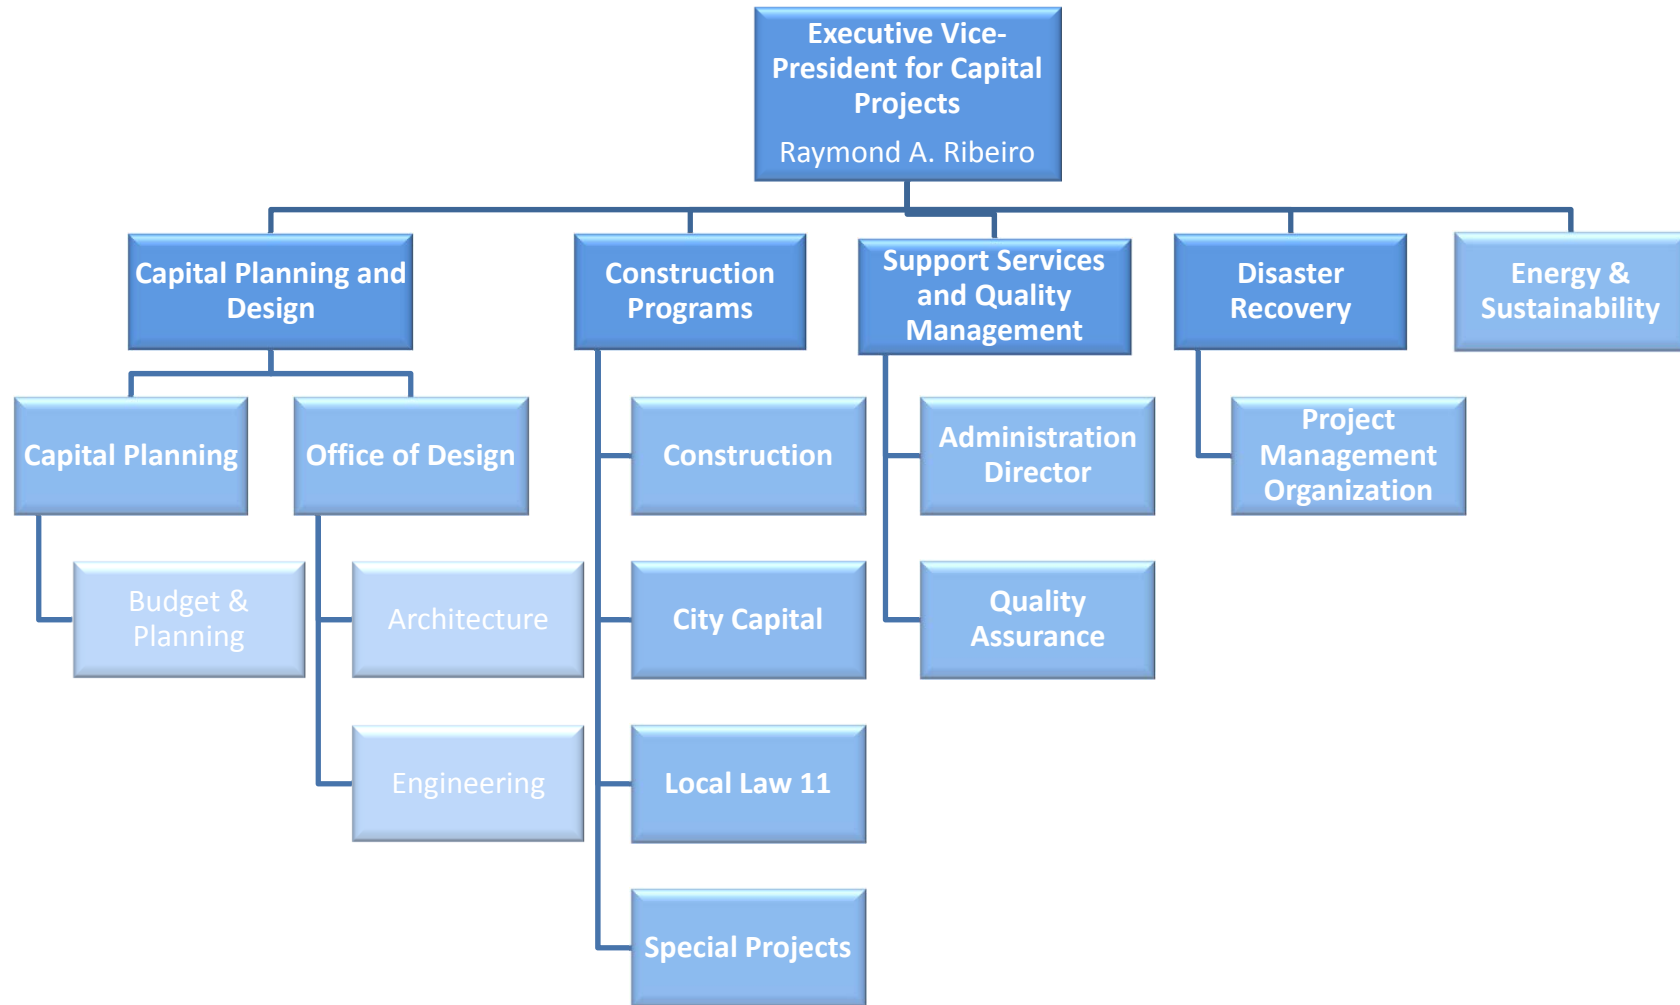 Executive Vice-
President for Capital
Projects
Raymond A. Ribeiro
Capital Planning and
Design
Construction
Programs
Support Services
and Quality
Management
Disaster
Recovery
Energy &
Sustainability
Capital Planning
Office of Design
Construction
Administration
Director
Project
Management
Organization
Budget &
Planning
Architecture
City Capital
Quality
Assurance
Engineering
Local Law 11
Special Projects